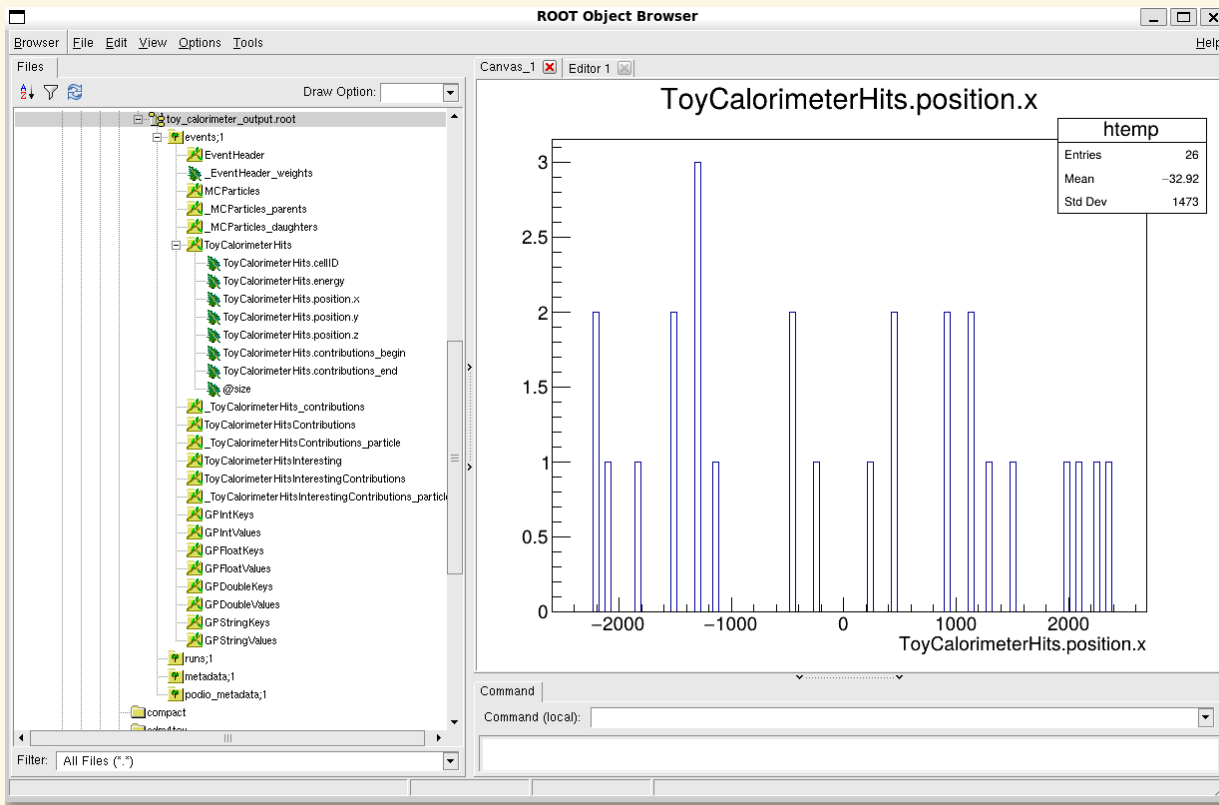 ROOT Object Browser
Browser File Edit View Options Tools Help
Files
Draw Option:
toy_calorimeter_output.root
events;1
EventHeader
_EventHeader_weights
MCParticles
_MCParticles_parents
_MCParticles_daughters
ToyCalorimeterHits
ToyCalorimeterHits.cellID
ToyCalorimeterHits.energy
ToyCalorimeterHits.position.x
ToyCalorimeterHits.position.y
ToyCalorimeterHits.position.z
ToyCalorimeterHits.contributions_begin
ToyCalorimeterHits.contributions_end
@size
_ToyCalorimeterHits_contributions
ToyCalorimeterHitsContributions
_ToyCalorimeterHitsContributions_particle
ToyCalorimeterHitsInteresting
ToyCalorimeterHitsInterestingContributions
_ToyCalorimeterHitsInterestingContributions_particle
GPIntKeys
GPIntValues
GPFloatKeys
GPFloatValues
GPDoubleKeys
GPDoubleValues
GPStringKeys
GPStringValues
runs;1
metadata;1
podio_metadata;1
compact
Filter: All Files (*.*)
Canvas_1 Editor 1
ToyCalorimeterHits.position.x
htemp
Entries 26
Mean −32.92
Std Dev 1473
3
2.5
2
1.5
1
0.5
0
−2000 −1000 0 1000 2000
ToyCalorimeterHits.position.x
Command
Command (local):